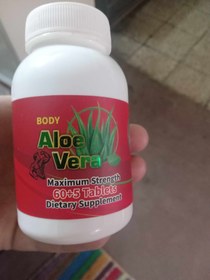 BODY
Aloe
Vera
Maximum Strength
60+5 Tablets
Dietary Supplement